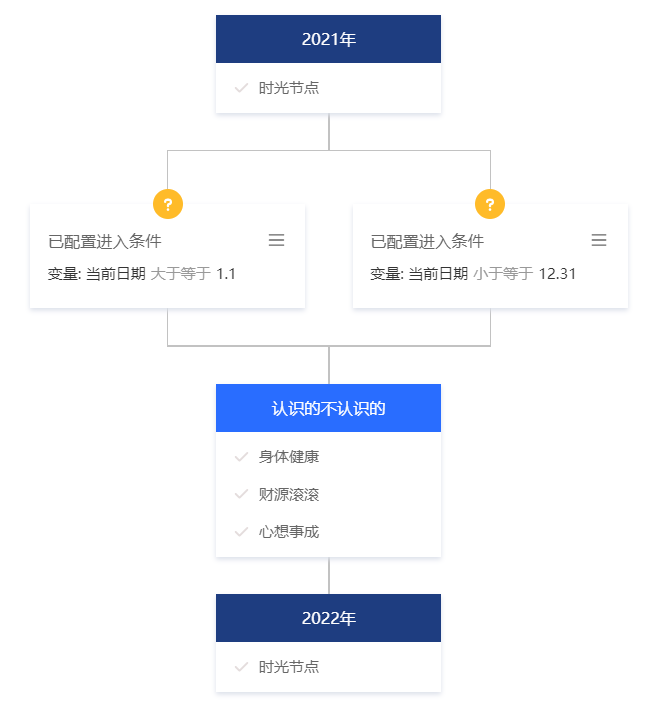 2021年
时光节点
?
?
已配置进入条件
变量: 当前日期 大于等于 1.1
已配置进入条件
变量: 当前日期 小于等于 12.31
认识的不认识的
身体健康
财源滚滚
心想事成
2022年
时光节点